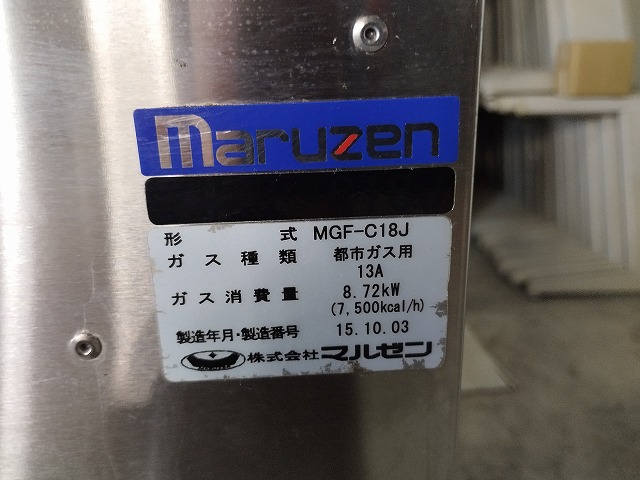 maruzen
形 式 MGF-C18J
ガス種類 都市ガス用
13A
ガス消費量 8.72kW
(7,500kcal/h)
製造年月・製造番号 15.10.03
株式会社マルゼン